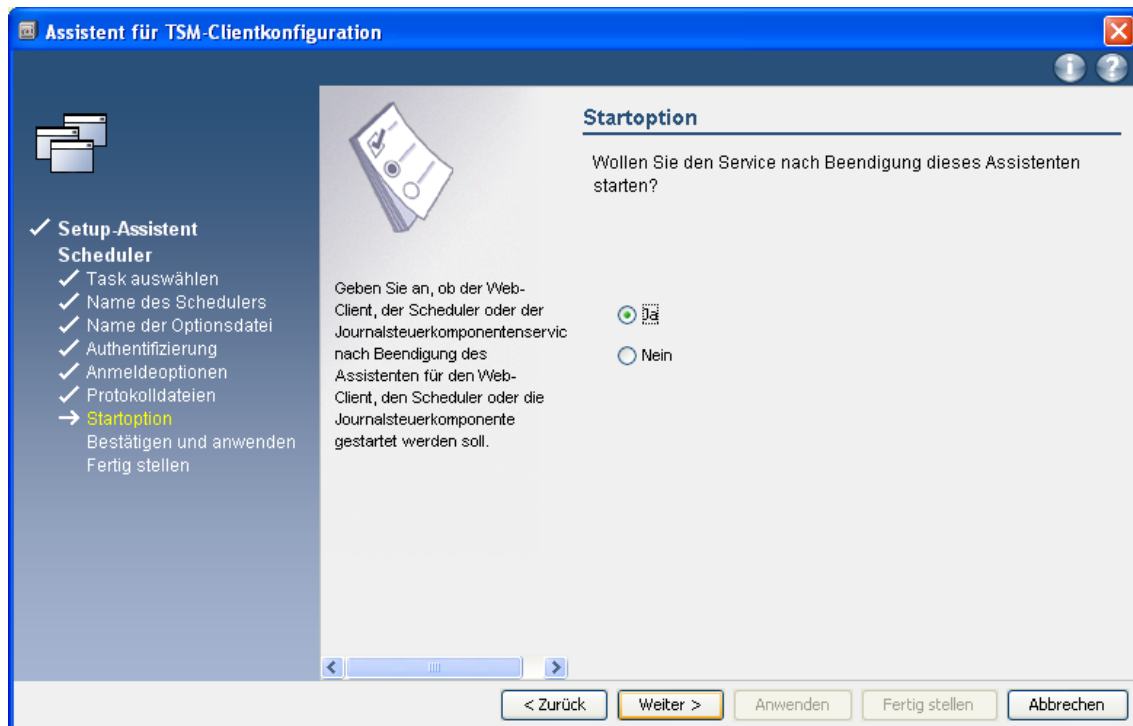 Assistent für TSM-Clientkonfiguration
Setup-Assistent
Scheduler
Task auswählen
Name des Schedulers
Name der Optionsdatei
Authentifizierung
Anmeldeoptionen
Protokolldateien
Startoption
Bestätigen und anwenden
Fertig stellen
Geben Sie an, ob der Web-
Client, der Scheduler oder der
Journalsteuerkomponentenservic
nach Beendigung des
Assistenten für den Web-
Client, den Scheduler oder die
Journalsteuerkomponente
gestartet werden soll.
Startoption
Wollen Sie den Service nach Beendigung dieses Assistenten
starten?
Ja
Nein
< Zurück
Weiter >
Anwenden
Fertig stellen
Abbrechen